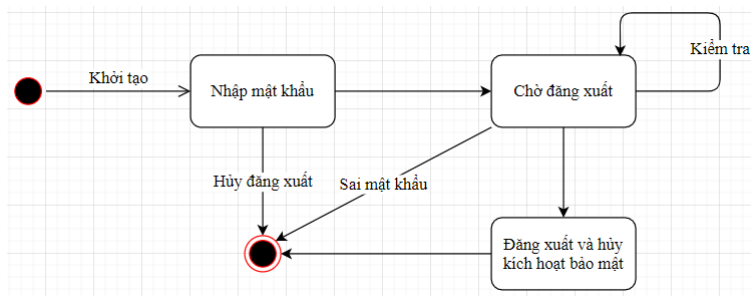 Kiểm tra
Khởi tạo
Nhập mật khẩu
Chờ đăng xuất
Hủy đăng xuất
Sai mật khẩu
Đăng xuất và hủy
kich hoạt bảo mật